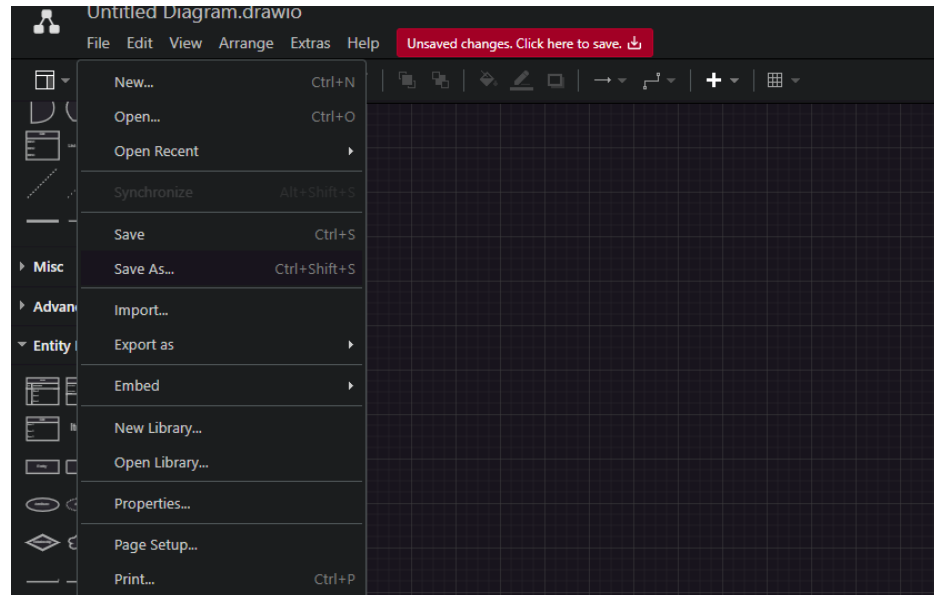 Untitled Diagram.drawio
File Edit View Arrange Extras Help Unsaved changes. Click here to save.
New... Ctrl+N
Open... Ctrl+O
Open Recent
Synchronize Alt+Shift+S
Save Ctrl+S
Misc
Save As... Ctrl+Shift+S
Advan
Import...
Entity
Export as
Embed
New Library...
Open Library...
Properties...
Page Setup...
Print... Ctrl+P